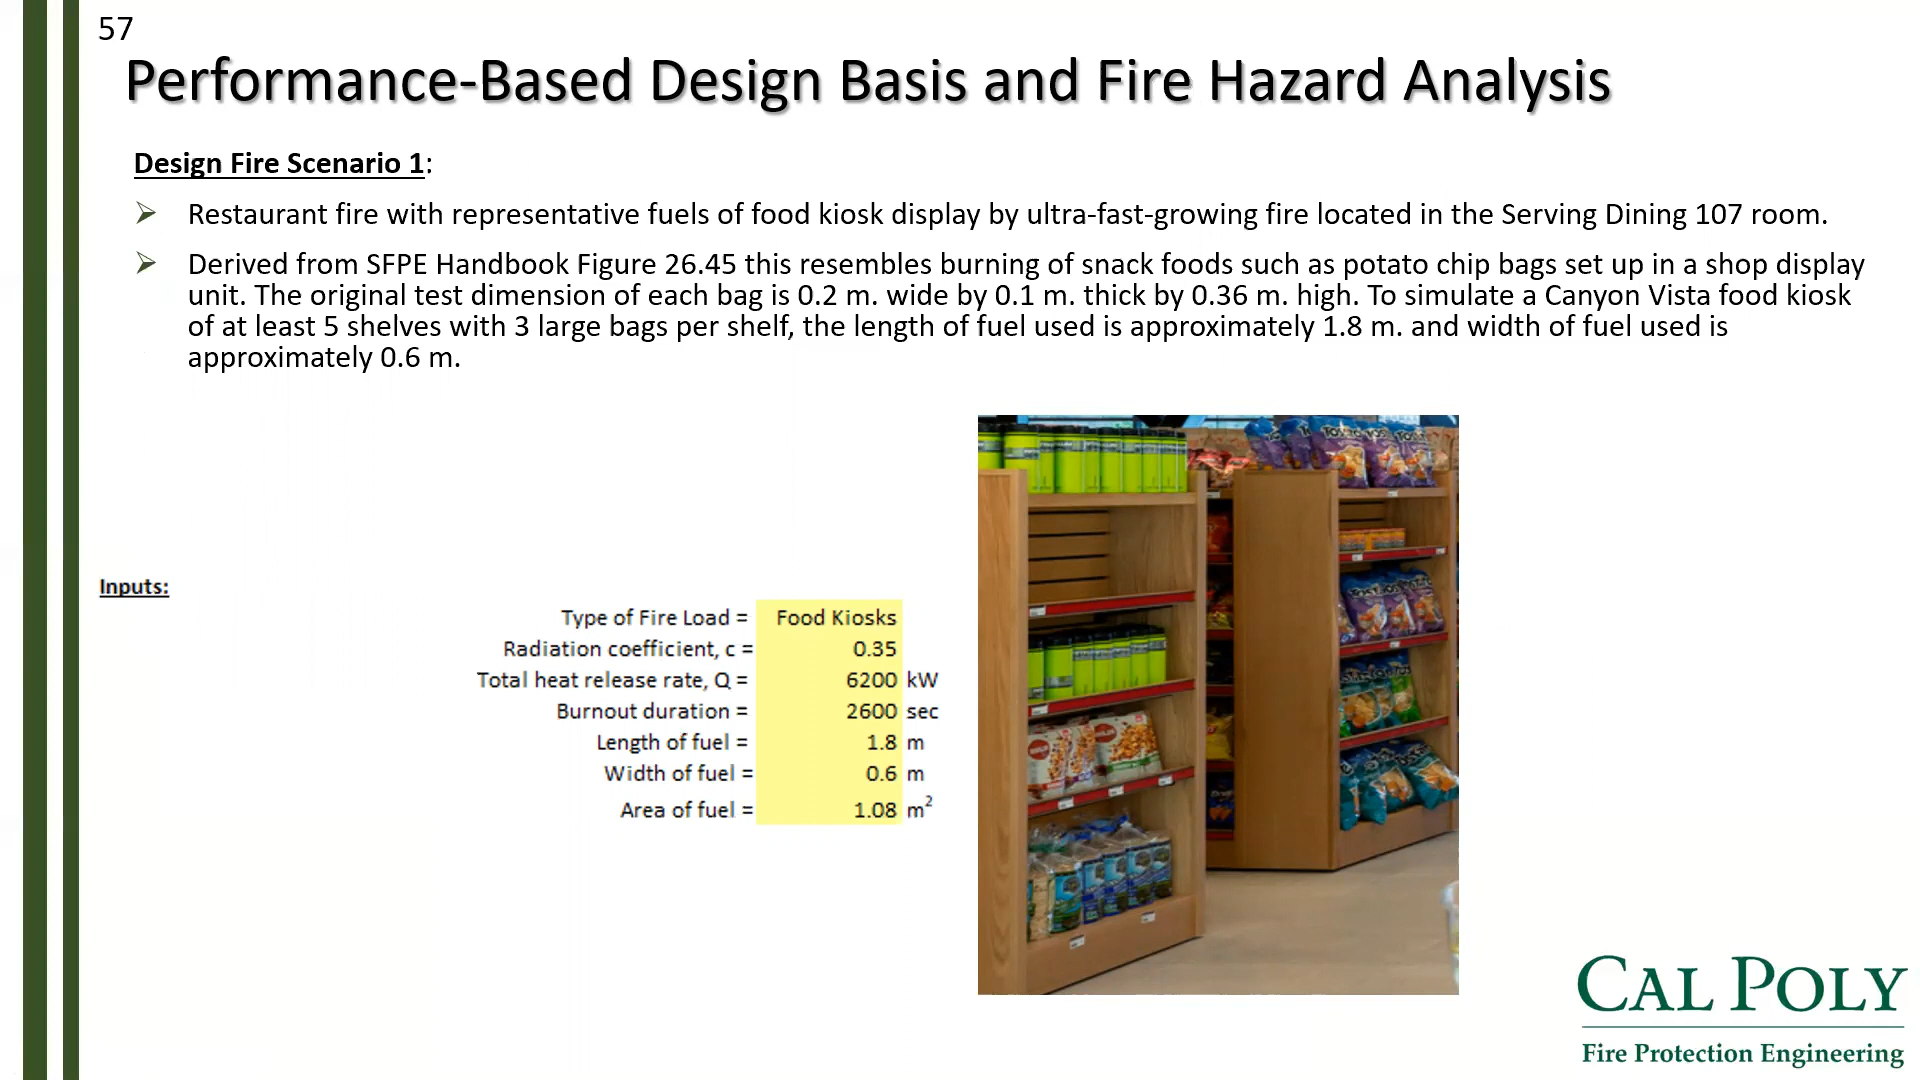 57
Performance-Based Design Basis and Fire Hazard Analysis
Design Fire Scenario 1:
Restaurant fire with representative fuels of food kiosk display by ultra-fast-growing fire located in the Serving Dining 107 room.
Derived from SFPE Handbook Figure 26.45 this resembles burning of snack foods such as potato chip bags set up in a shop display
unit. The original test dimension of each bag is 0.2 m. wide by 0.1 m. thick by 0.36 m. high. To simulate a Canyon Vista food kiosk
of at least 5 shelves with 3 large bags per shelf, the length of fuel used is approximately 1.8 m. and width of fuel used is
approximately 0.6 m.
Inputs:
Type of Fire Load = Food Kiosks
Radiation coefficient, c = 0.35
Total heat release rate, Q = 6200 kW
Burnout duration = 2600 sec
Length of fuel = 1.8 m
Width of fuel = 0.6 m
Area of fuel = 1.08 m²
CAL POLY
Fire Protection Engineering